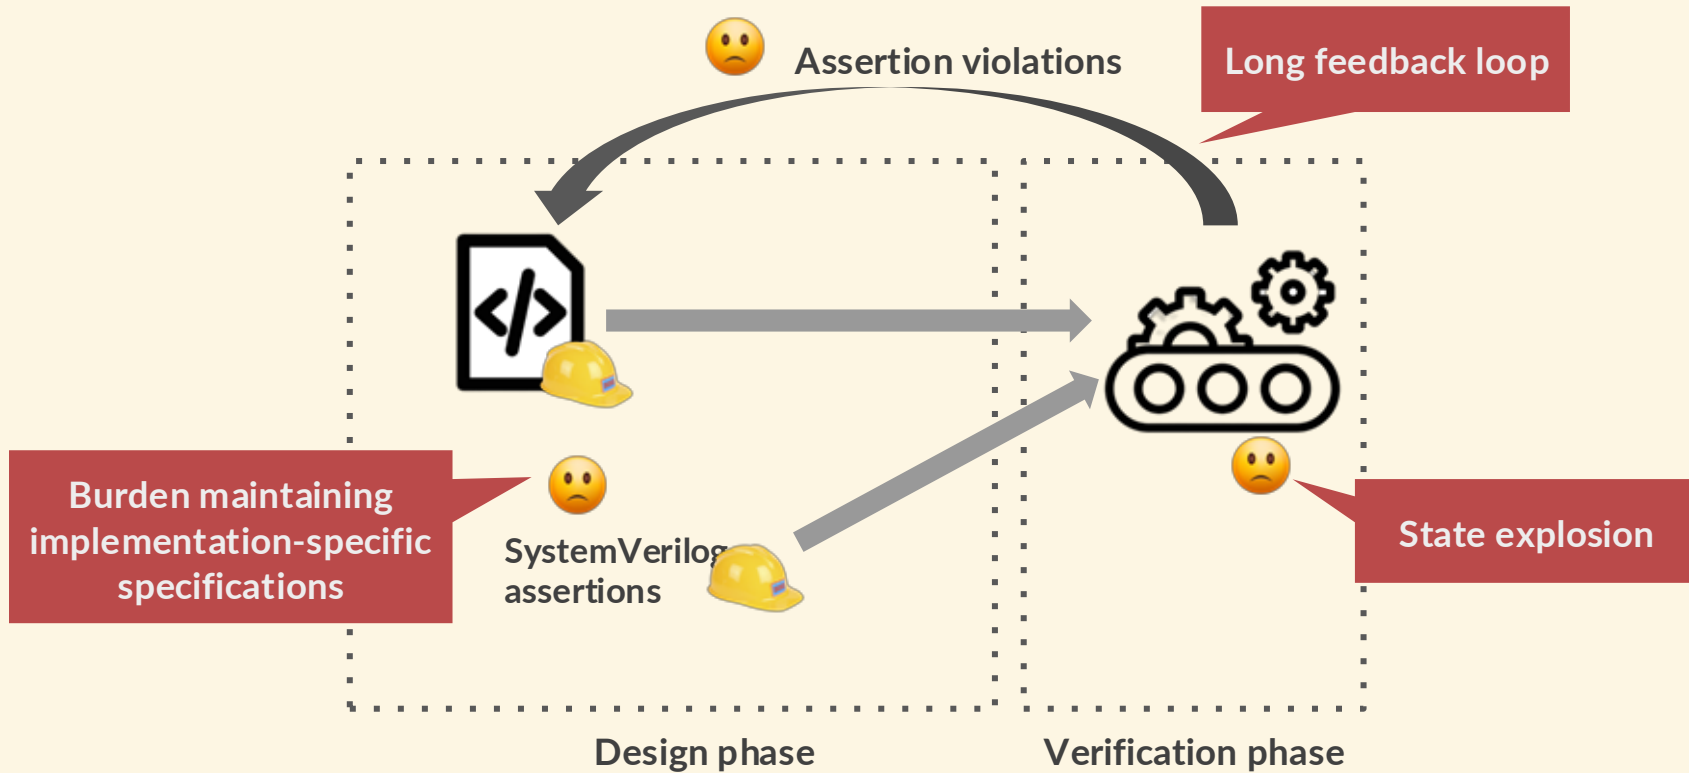 Assertion violations
Long feedback loop
</>
Burden maintaining
implementation-specific
specifications
SystemVerilog
assertions
State explosion
Design phase
Verification phase